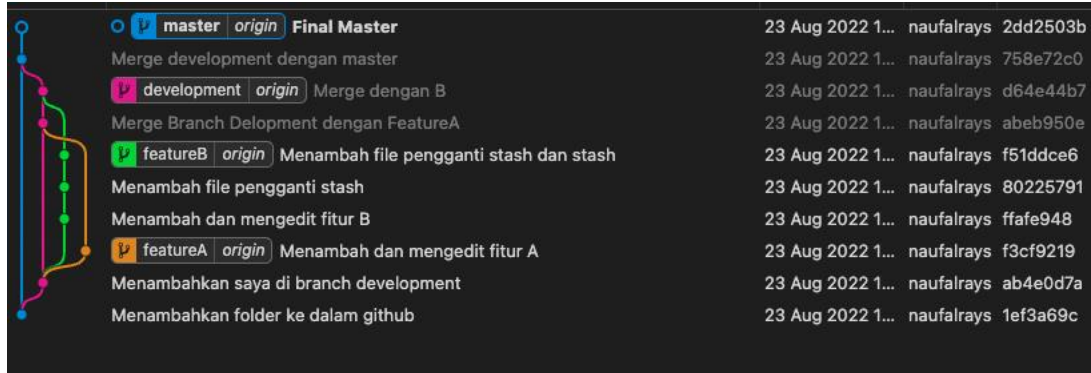 master origin Final Master 23 Aug 2022 1... naufalrays 2dd2503b
Merge development dengan master 23 Aug 2022 1... naufalrays 758e72c0
development origin Merge dengan B 23 Aug 2022 1... naufalrays d64e44b7
Merge Branch Delopment dengan FeatureA 23 Aug 2022 1... naufalrays abeb950e
featureB origin Menambah file pengganti stash dan stash 23 Aug 2022 1... naufalrays f51ddce6
Menambah file pengganti stash 23 Aug 2022 1... naufalrays 80225791
Menambah dan mengedit fitur B 23 Aug 2022 1... naufalrays ffafe948
featureA origin Menambah dan mengedit fitur A 23 Aug 2022 1... naufalrays f3cf9219
Menambahkan saya di branch development 23 Aug 2022 1... naufalrays ab4e0d7a
Menambahkan folder ke dalam github 23 Aug 2022 1... naufalrays 1ef3a69c